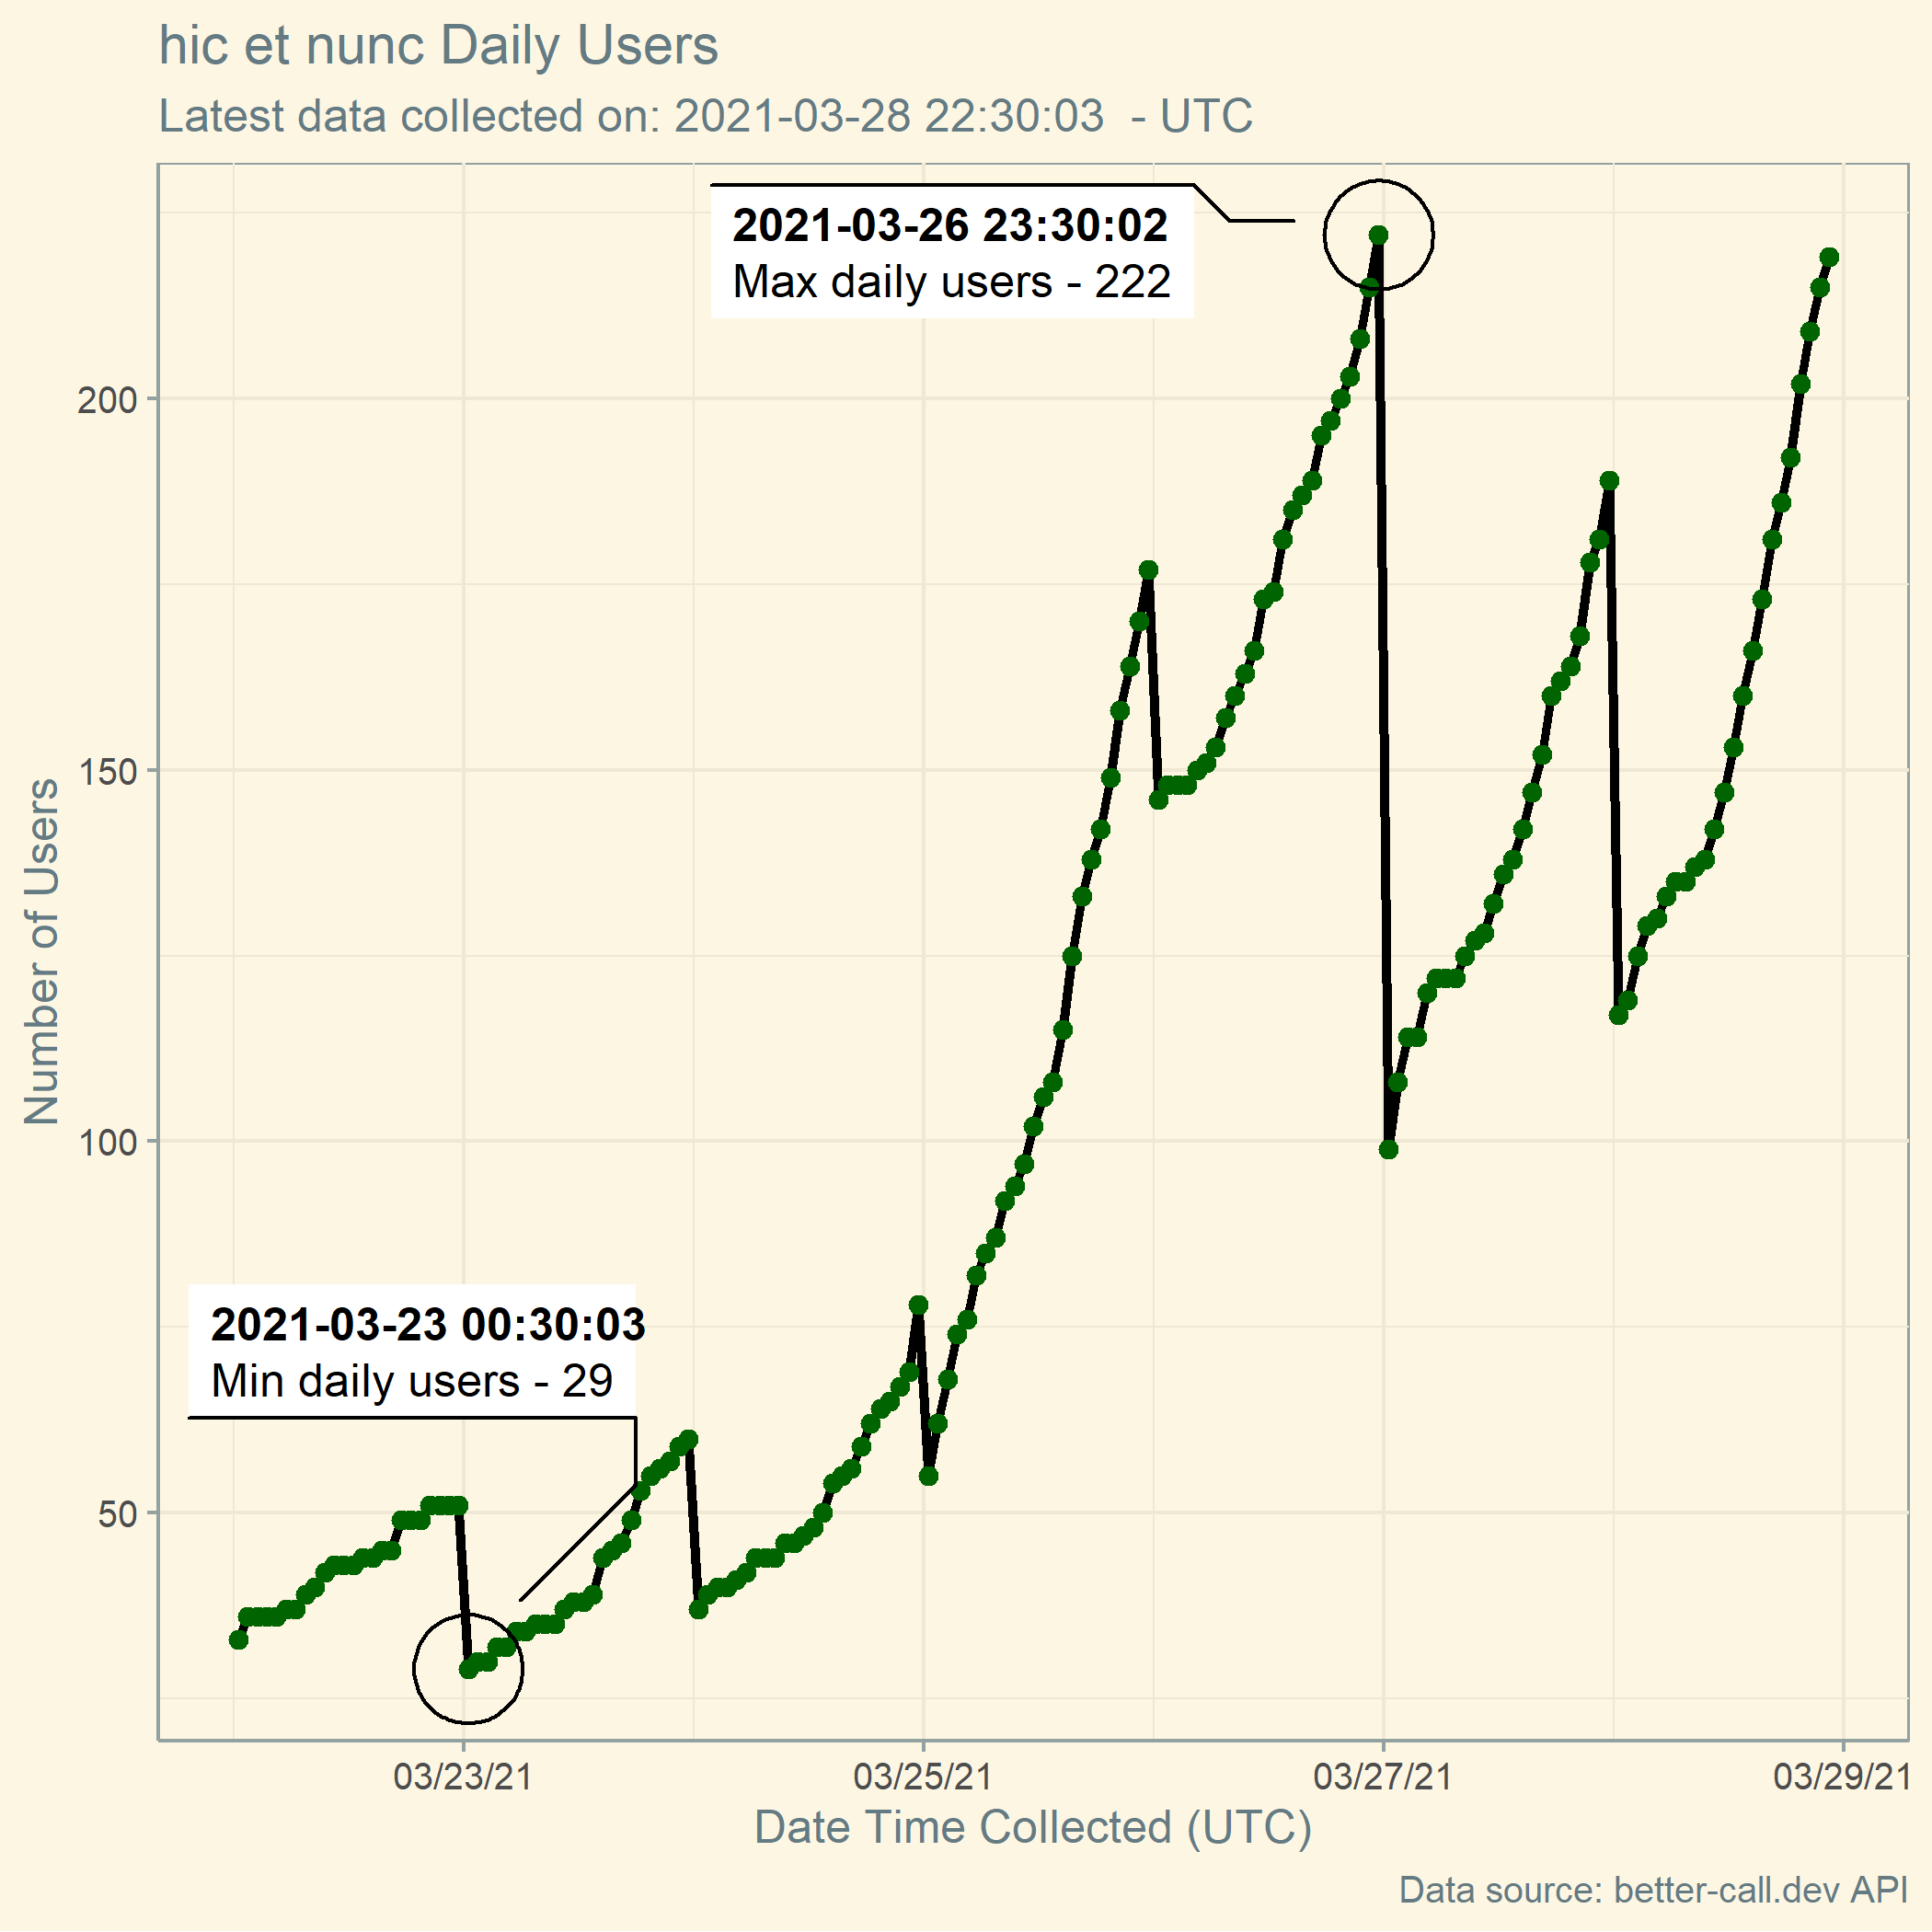 hic et nunc Daily Users
Latest data collected on: 2021-03-28 22:30:03  - UTC
2021-03-26 23:30:02
Max daily users - 222
200
150
100
50
Number of Users
2021-03-23 00:30:03
Min daily users - 29
03/23/21
03/25/21
03/27/21
03/29/21
Date Time Collected (UTC)
Data source: better-call.dev API